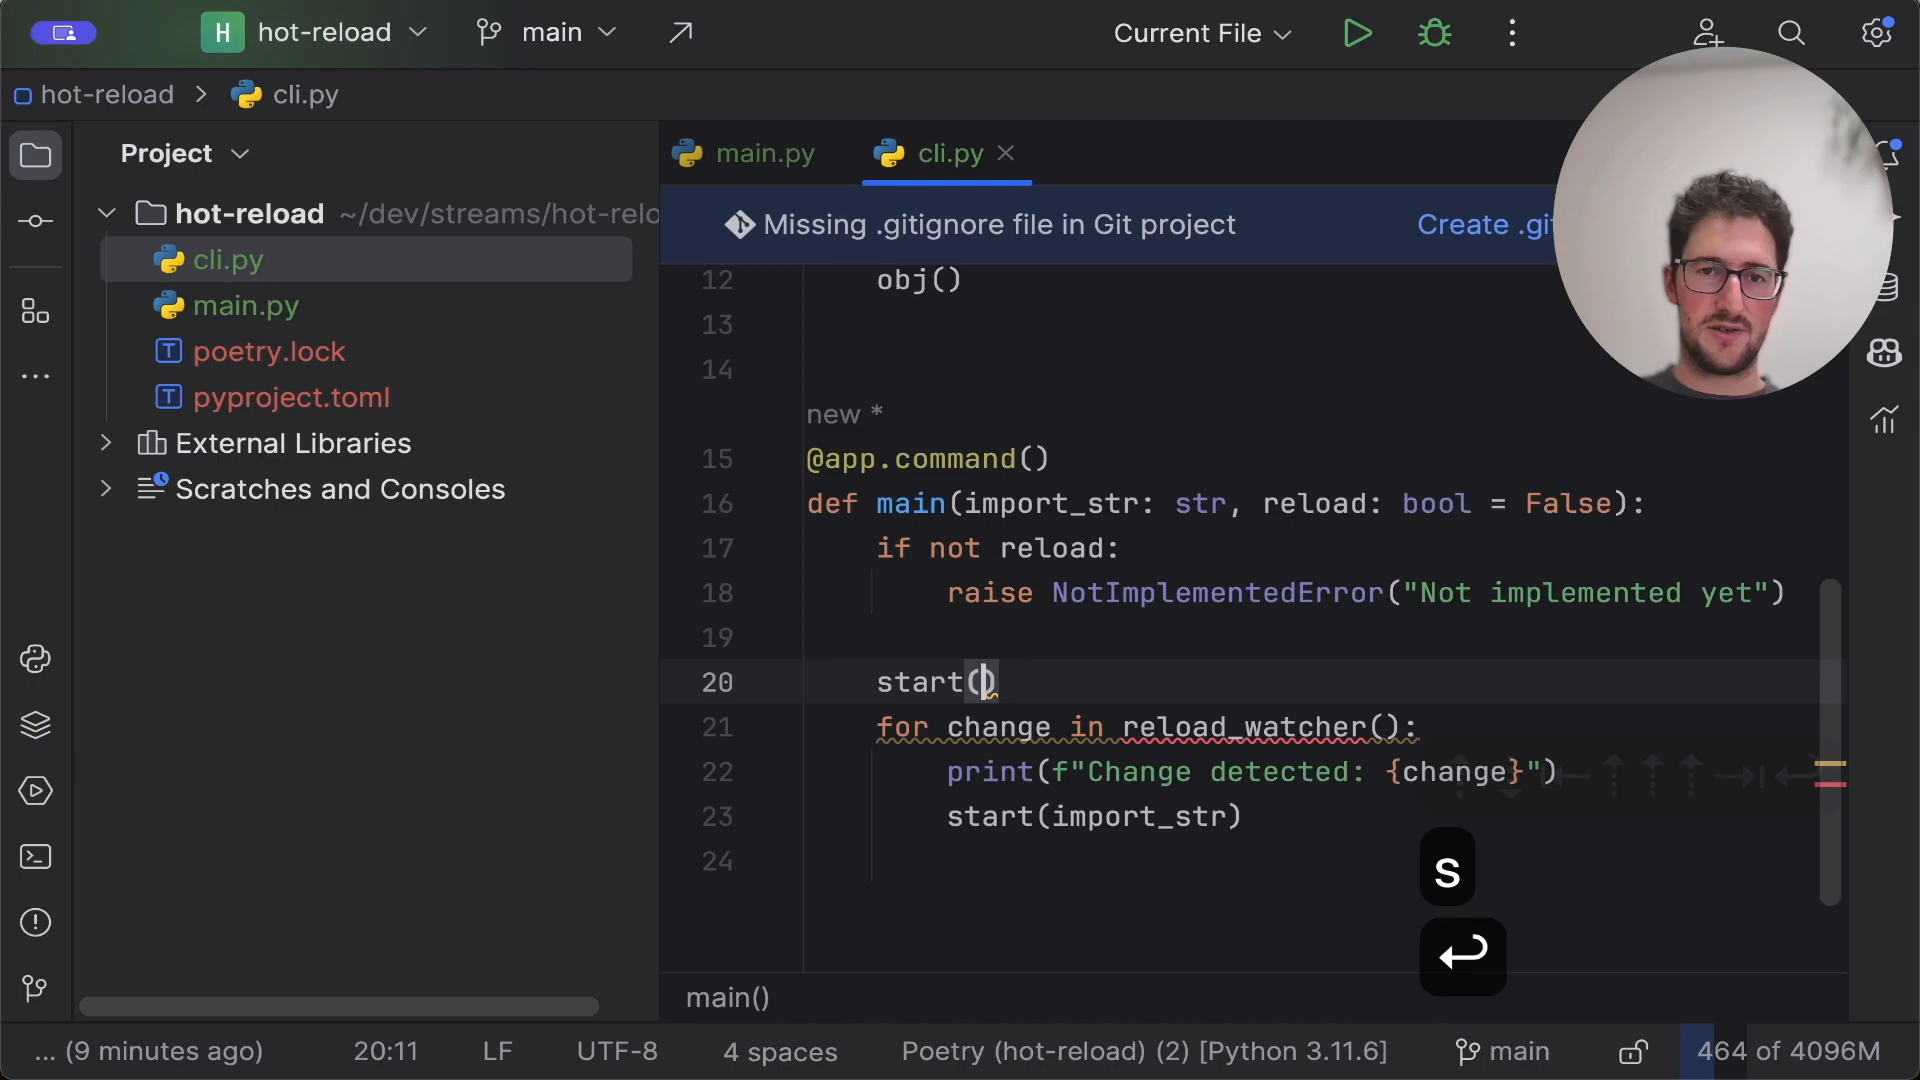 H hot-reload main Current File
hot-reload cli.py
Project
main.py cli.py
hot-reload ~/dev/streams/hot-relo
cli.py
main.py
poetry.lock
pyproject.toml
External Libraries
Scratches and Consoles
Missing .gitignore file in Git project Create .git
12 obj()
13
14
new *
15 @app.command()
16 def main(import_str: str, reload: bool = False):
17 if not reload:
18 raise NotImplementedError("Not implemented yet")
19
20 start()
21 for change in reload_watcher():
22 print(f"Change detected: {change}")
23 start(import_str)
24
s
main()
... (9 minutes ago) 20:11 LF UTF-8 4 spaces Poetry (hot-reload) (2) [Python 3.11.6] main 464 of 4096M